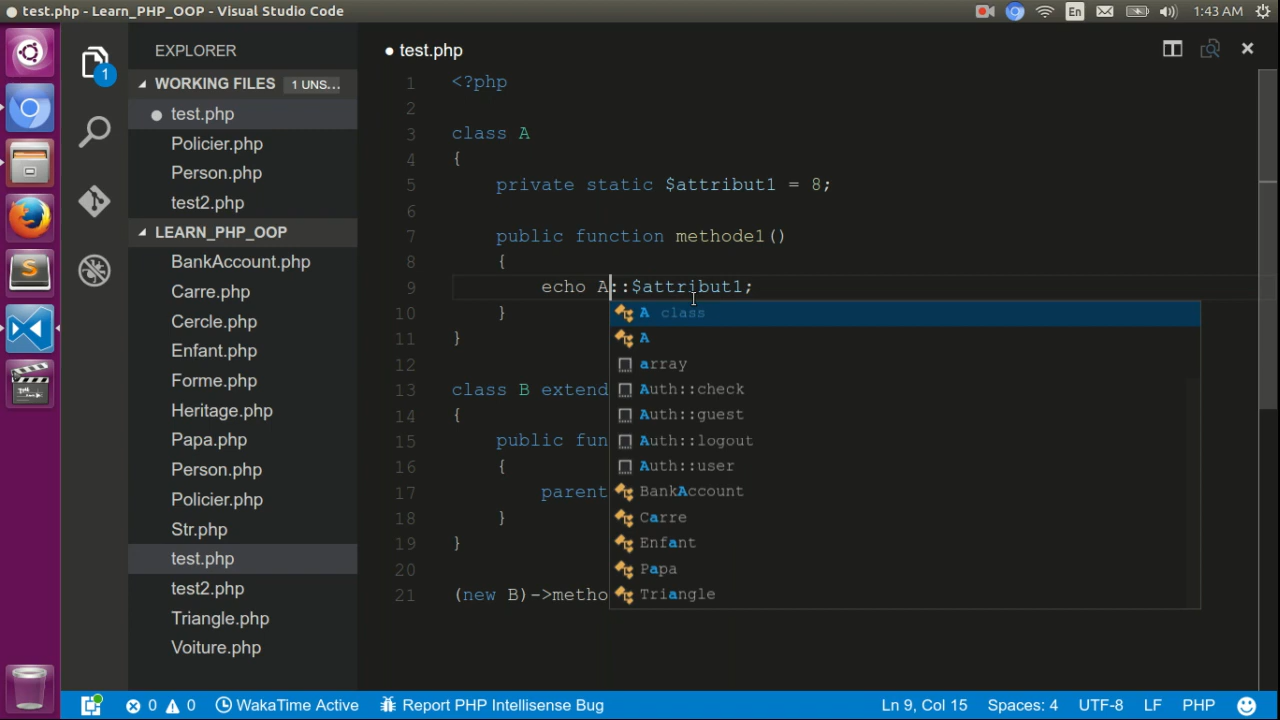 test.php - Learn_PHP_OOP - Visual Studio Code
En
1:43 AM
EXPLORER
WORKING FILES 1 UNS...
test.php
Policier.php
Person.php
test2.php
LEARN_PHP_OOP
BankAccount.php
Carre.php
Cercle.php
Enfant.php
Forme.php
Heritage.php
Papa.php
Person.php
Policier.php
Str.php
test.php
test2.php
Triangle.php
Voiture.php
1
test.php
1 <?php
2
3 class A
4 {
5 private static $attribut1 = 8;
6
7 public function methode1()
8 {
9 echo A::$attribut1;
10 }
11 }
12
13 class B extend
14 {
15 public fun
16 {
17 parent
18 }
19 }
20
21 (new B)->metho
A class
A
array
Auth::check
Auth::guest
Auth::logout
Auth::user
BankAccount
Carre
Enfant
Papa
Triangle
0 0 WakaTime Active Report PHP Intellisense Bug Ln 9, Col 15 Spaces: 4 UTF-8 LF PHP